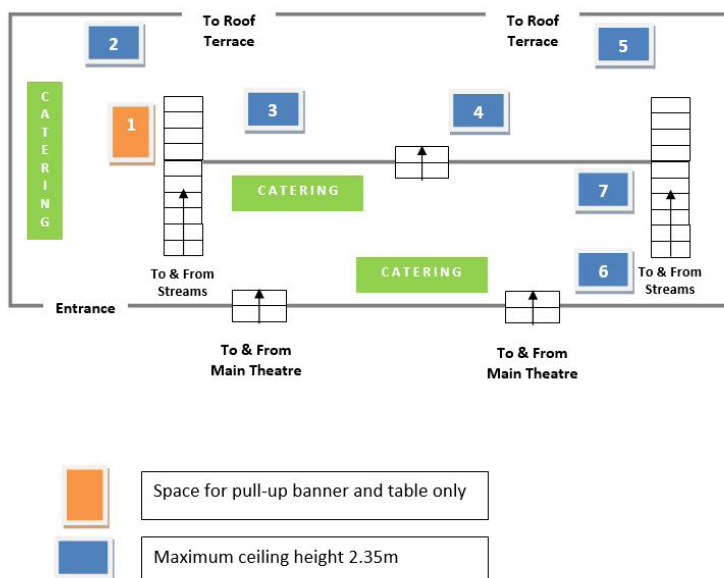 To Roof
Terrace
To Roof
Terrace
2
5
CATERING
1
3
4
CATERING
7
CATERING
6
To & From
Streams
To & From
Streams
Entrance
To & From
Main Theatre
To & From
Main Theatre
Space for pull-up banner and table only
Maximum ceiling height 2.35m